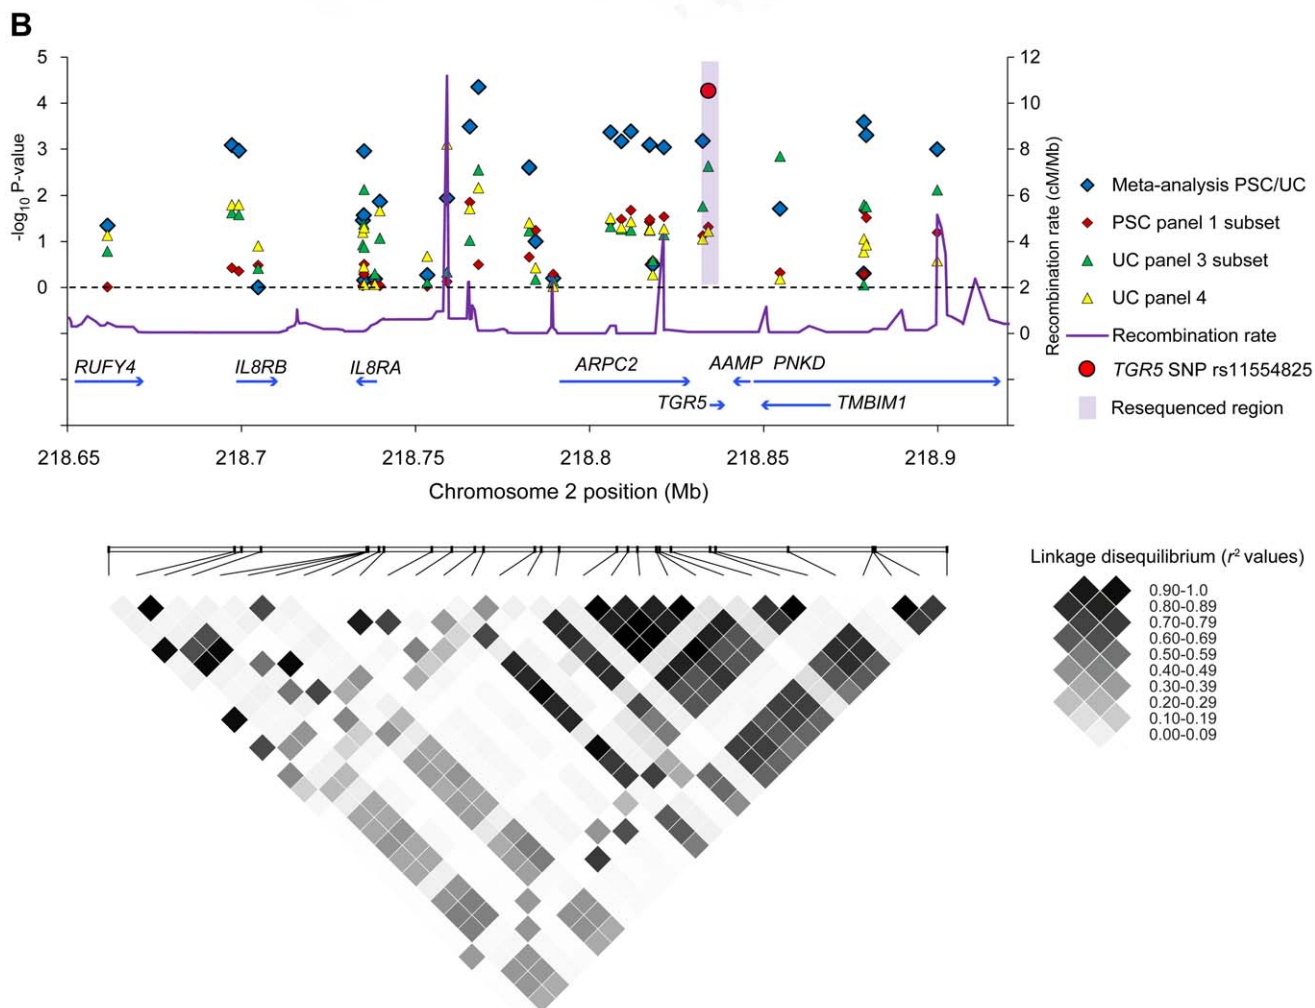 B
-log10 P-value
5
4
3
2
1
0
12
10
8
6
4
2
0
Recombination rate (cM/Mb)
Meta-analysis PSC/UC
PSC panel 1 subset
UC panel 3 subset
UC panel 4
Recombination rate
TGR5 SNP rs11554825
Resequenced region
RUFY4 IL8RB IL8RA ARPC2 AAMP PNKD
TGR5 TMBIM1
218.65 218.7 218.75 218.8 218.85 218.9
Chromosome 2 position (Mb)
Linkage disequilibrium (r2 values)
0.90-1.0
0.80-0.89
0.70-0.79
0.60-0.69
0.50-0.59
0.40-0.49
0.30-0.39
0.20-0.29
0.10-0.19
0.00-0.09